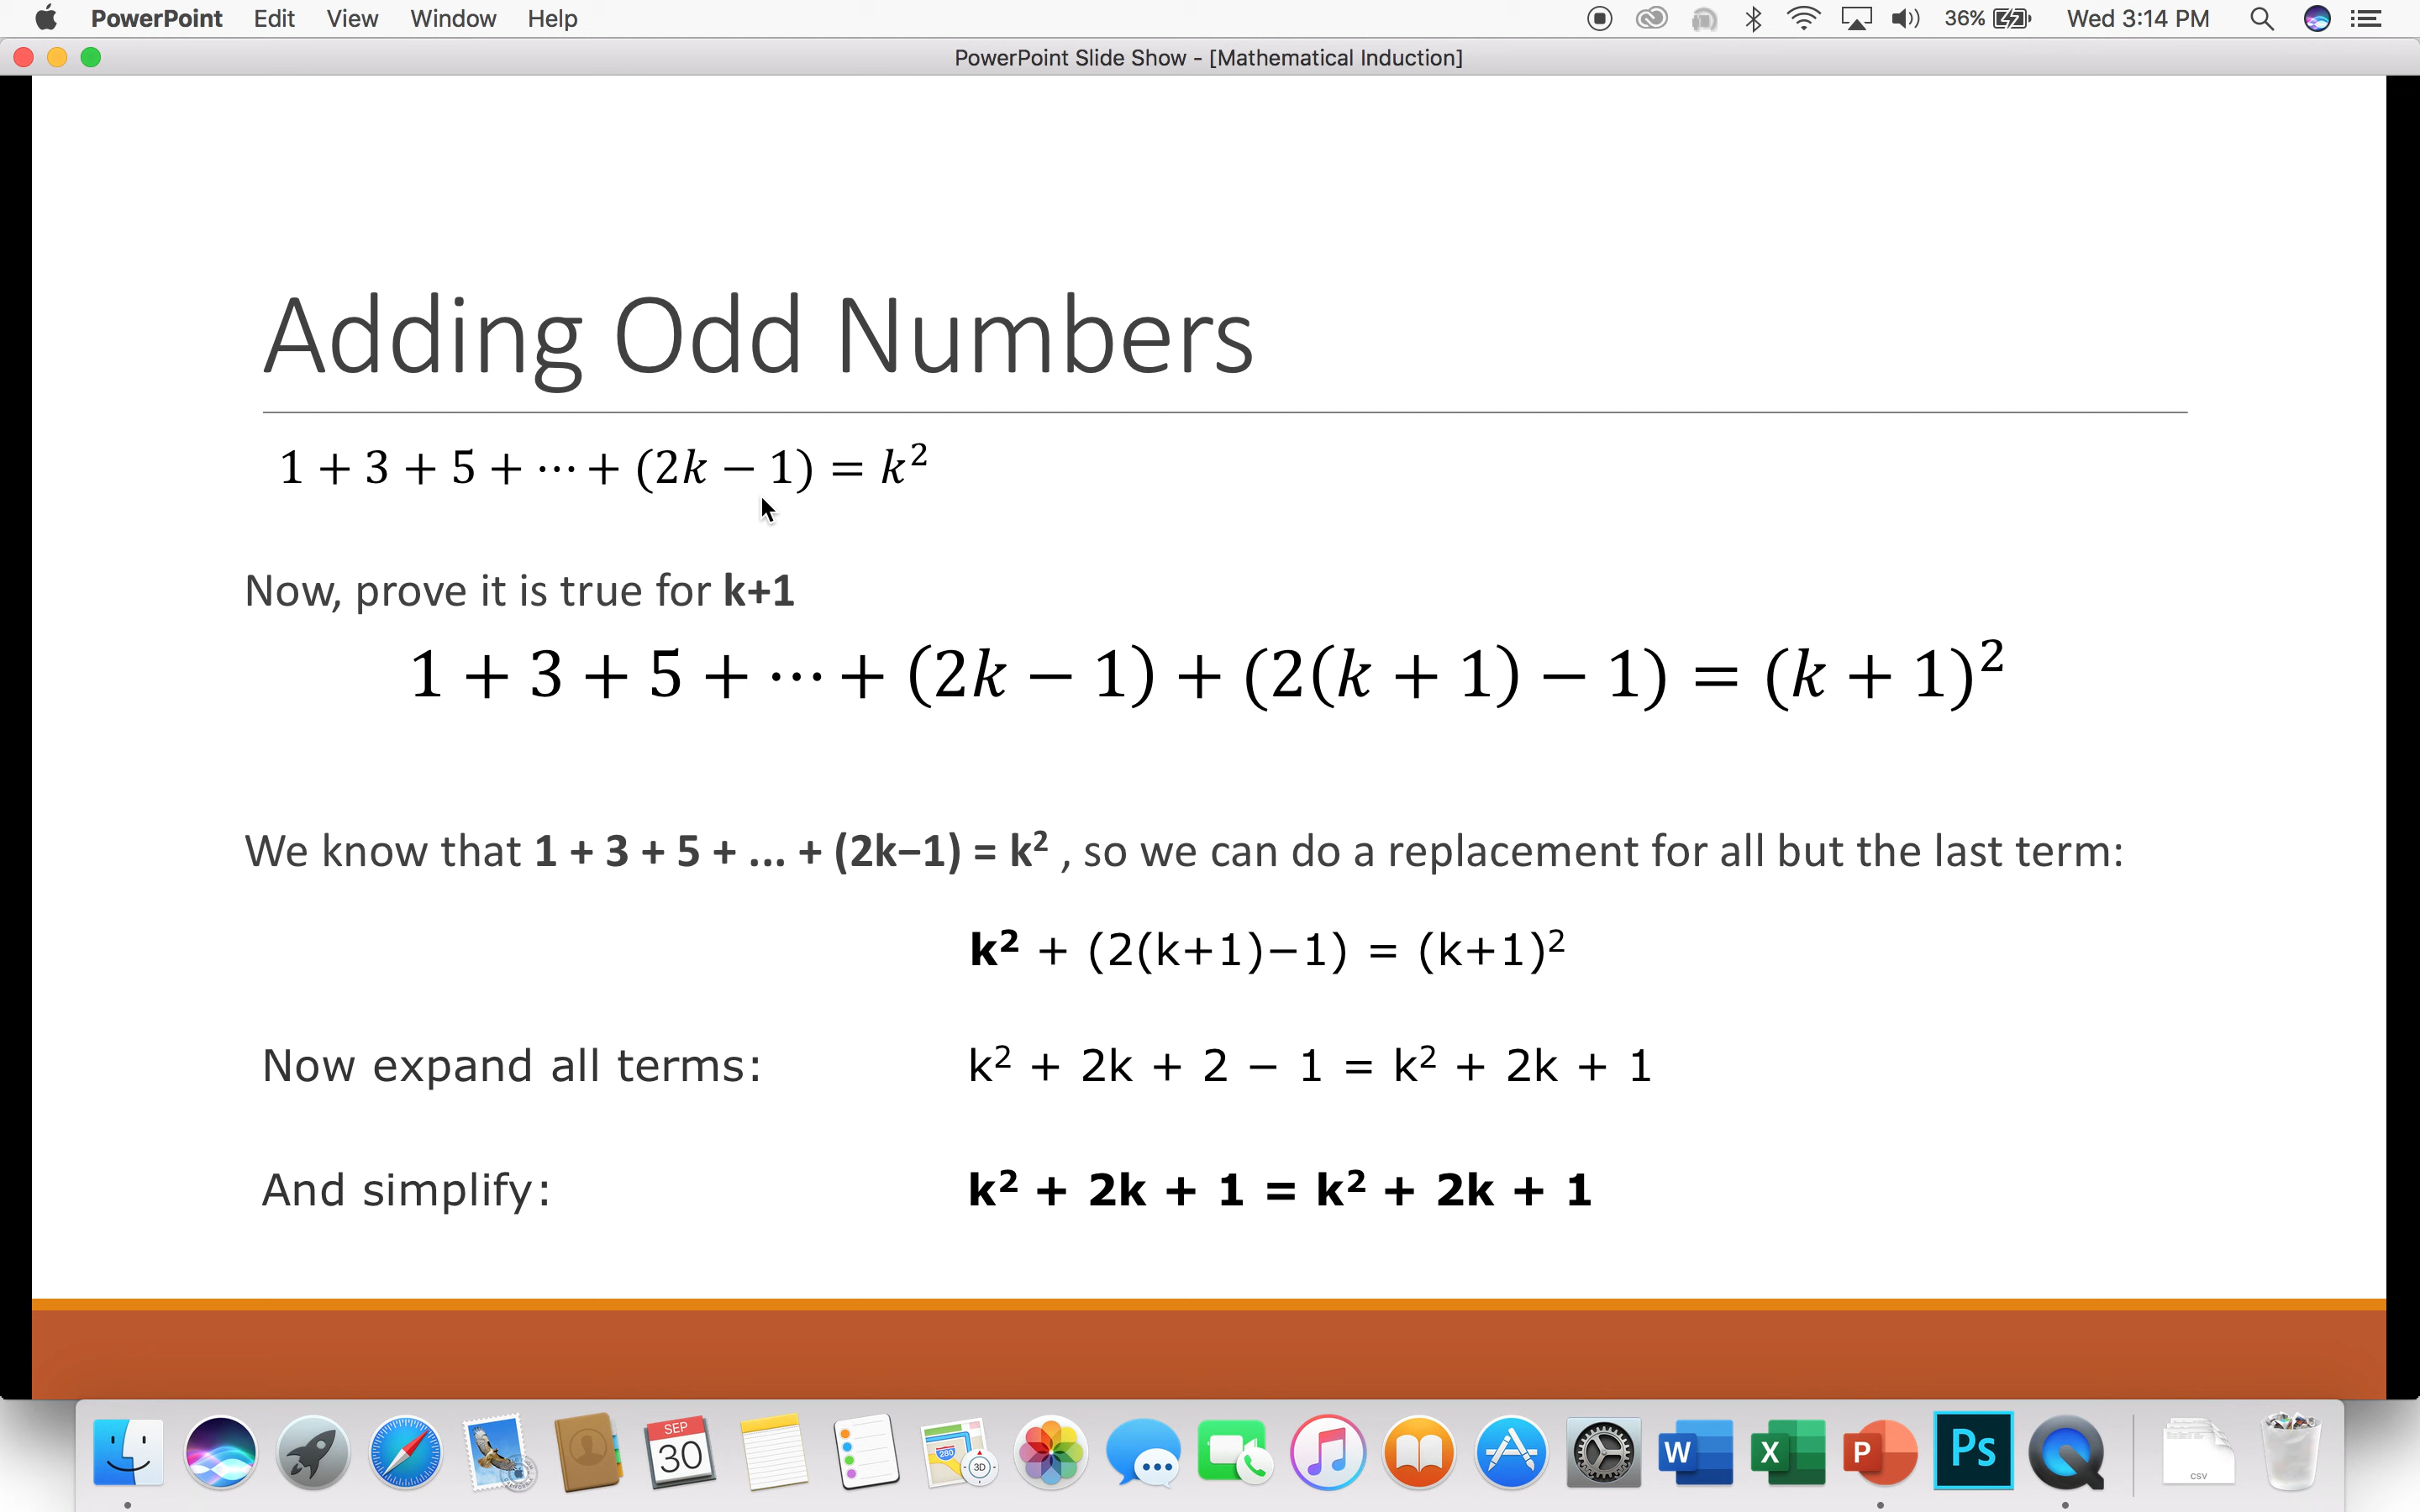 PowerPoint Edit View Window Help 36% Wed 3:14 PM
PowerPoint Slide Show - [Mathematical Induction]
Adding Odd Numbers
1 + 3 + 5 + ⋯ + (2k − 1) = k²
Now, prove it is true for k+1
1 + 3 + 5 + ⋯ + (2k − 1) + (2(k + 1) − 1) = (k + 1)²
We know that 1 + 3 + 5 + ... + (2k−1) = k² , so we can do a replacement for all but the last term:
k² + (2(k+1)−1) = (k+1)²
Now expand all terms: k² + 2k + 2 − 1 = k² + 2k + 1
And simplify: k² + 2k + 1 = k² + 2k + 1
SEP
30
280
3D
W
X
P
Ps
CSV